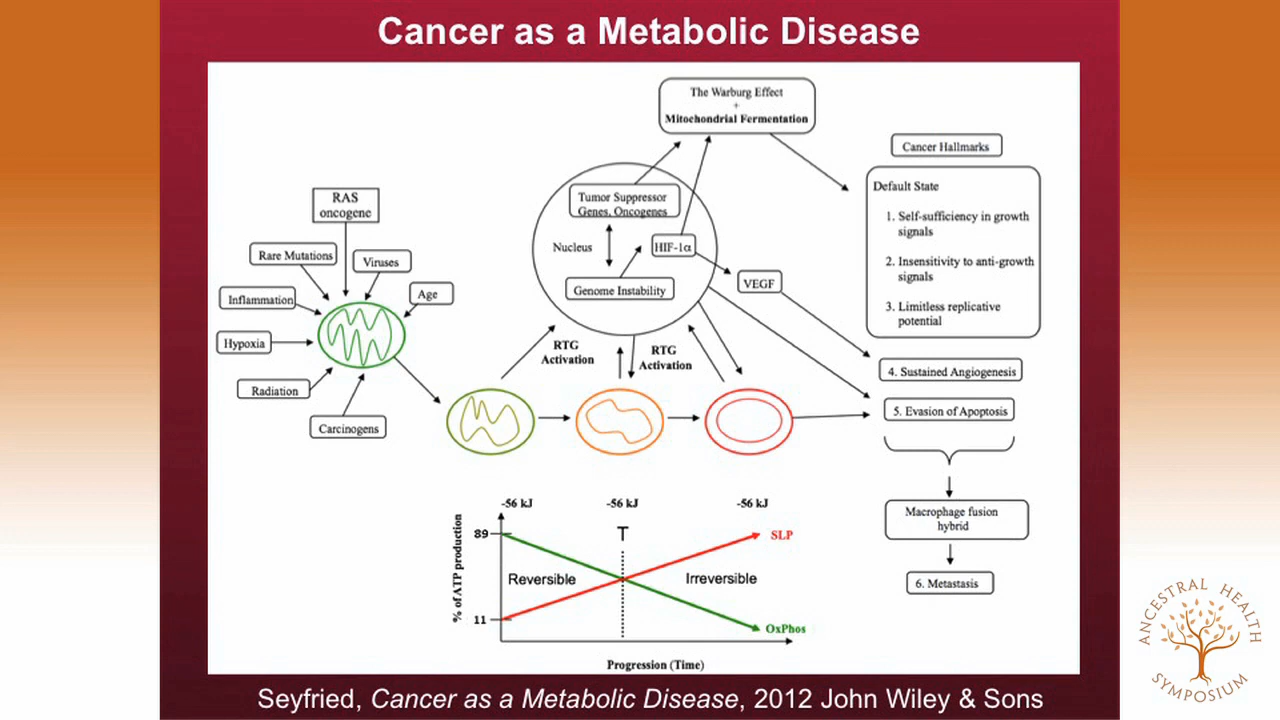 Cancer as a Metabolic Disease
The Warburg Effect
+
Mitochondrial Fermentation
Cancer Hallmarks
Default State
1. Self-sufficiency in growth
signals
2. Insensitivity to anti-growth
signals
3. Limitless replicative
potential
RAS
oncogene
Rare Mutations
Viruses
Inflammation
Age
Hypoxia
Radiation
Carcinogens
Tumor Suppressor
Genes, Oncogenes
Nucleus
HIF-1α
Genome Instability
VEGF
RTG
Activation
RTG
Activation
4. Sustained Angiogenesis
5. Evasion of Apoptosis
Macrophage fusion
hybrid
6. Metastasis
-56 kJ
-56 kJ
-56 kJ
% of ATP production
89
T
SLP
Reversible
Irreversible
11
OxPhos
Progression (Time)
Seyfried, Cancer as a Metabolic Disease, 2012 John Wiley & Sons
ANCESTRAL HEALTH
SYMPOSIUM